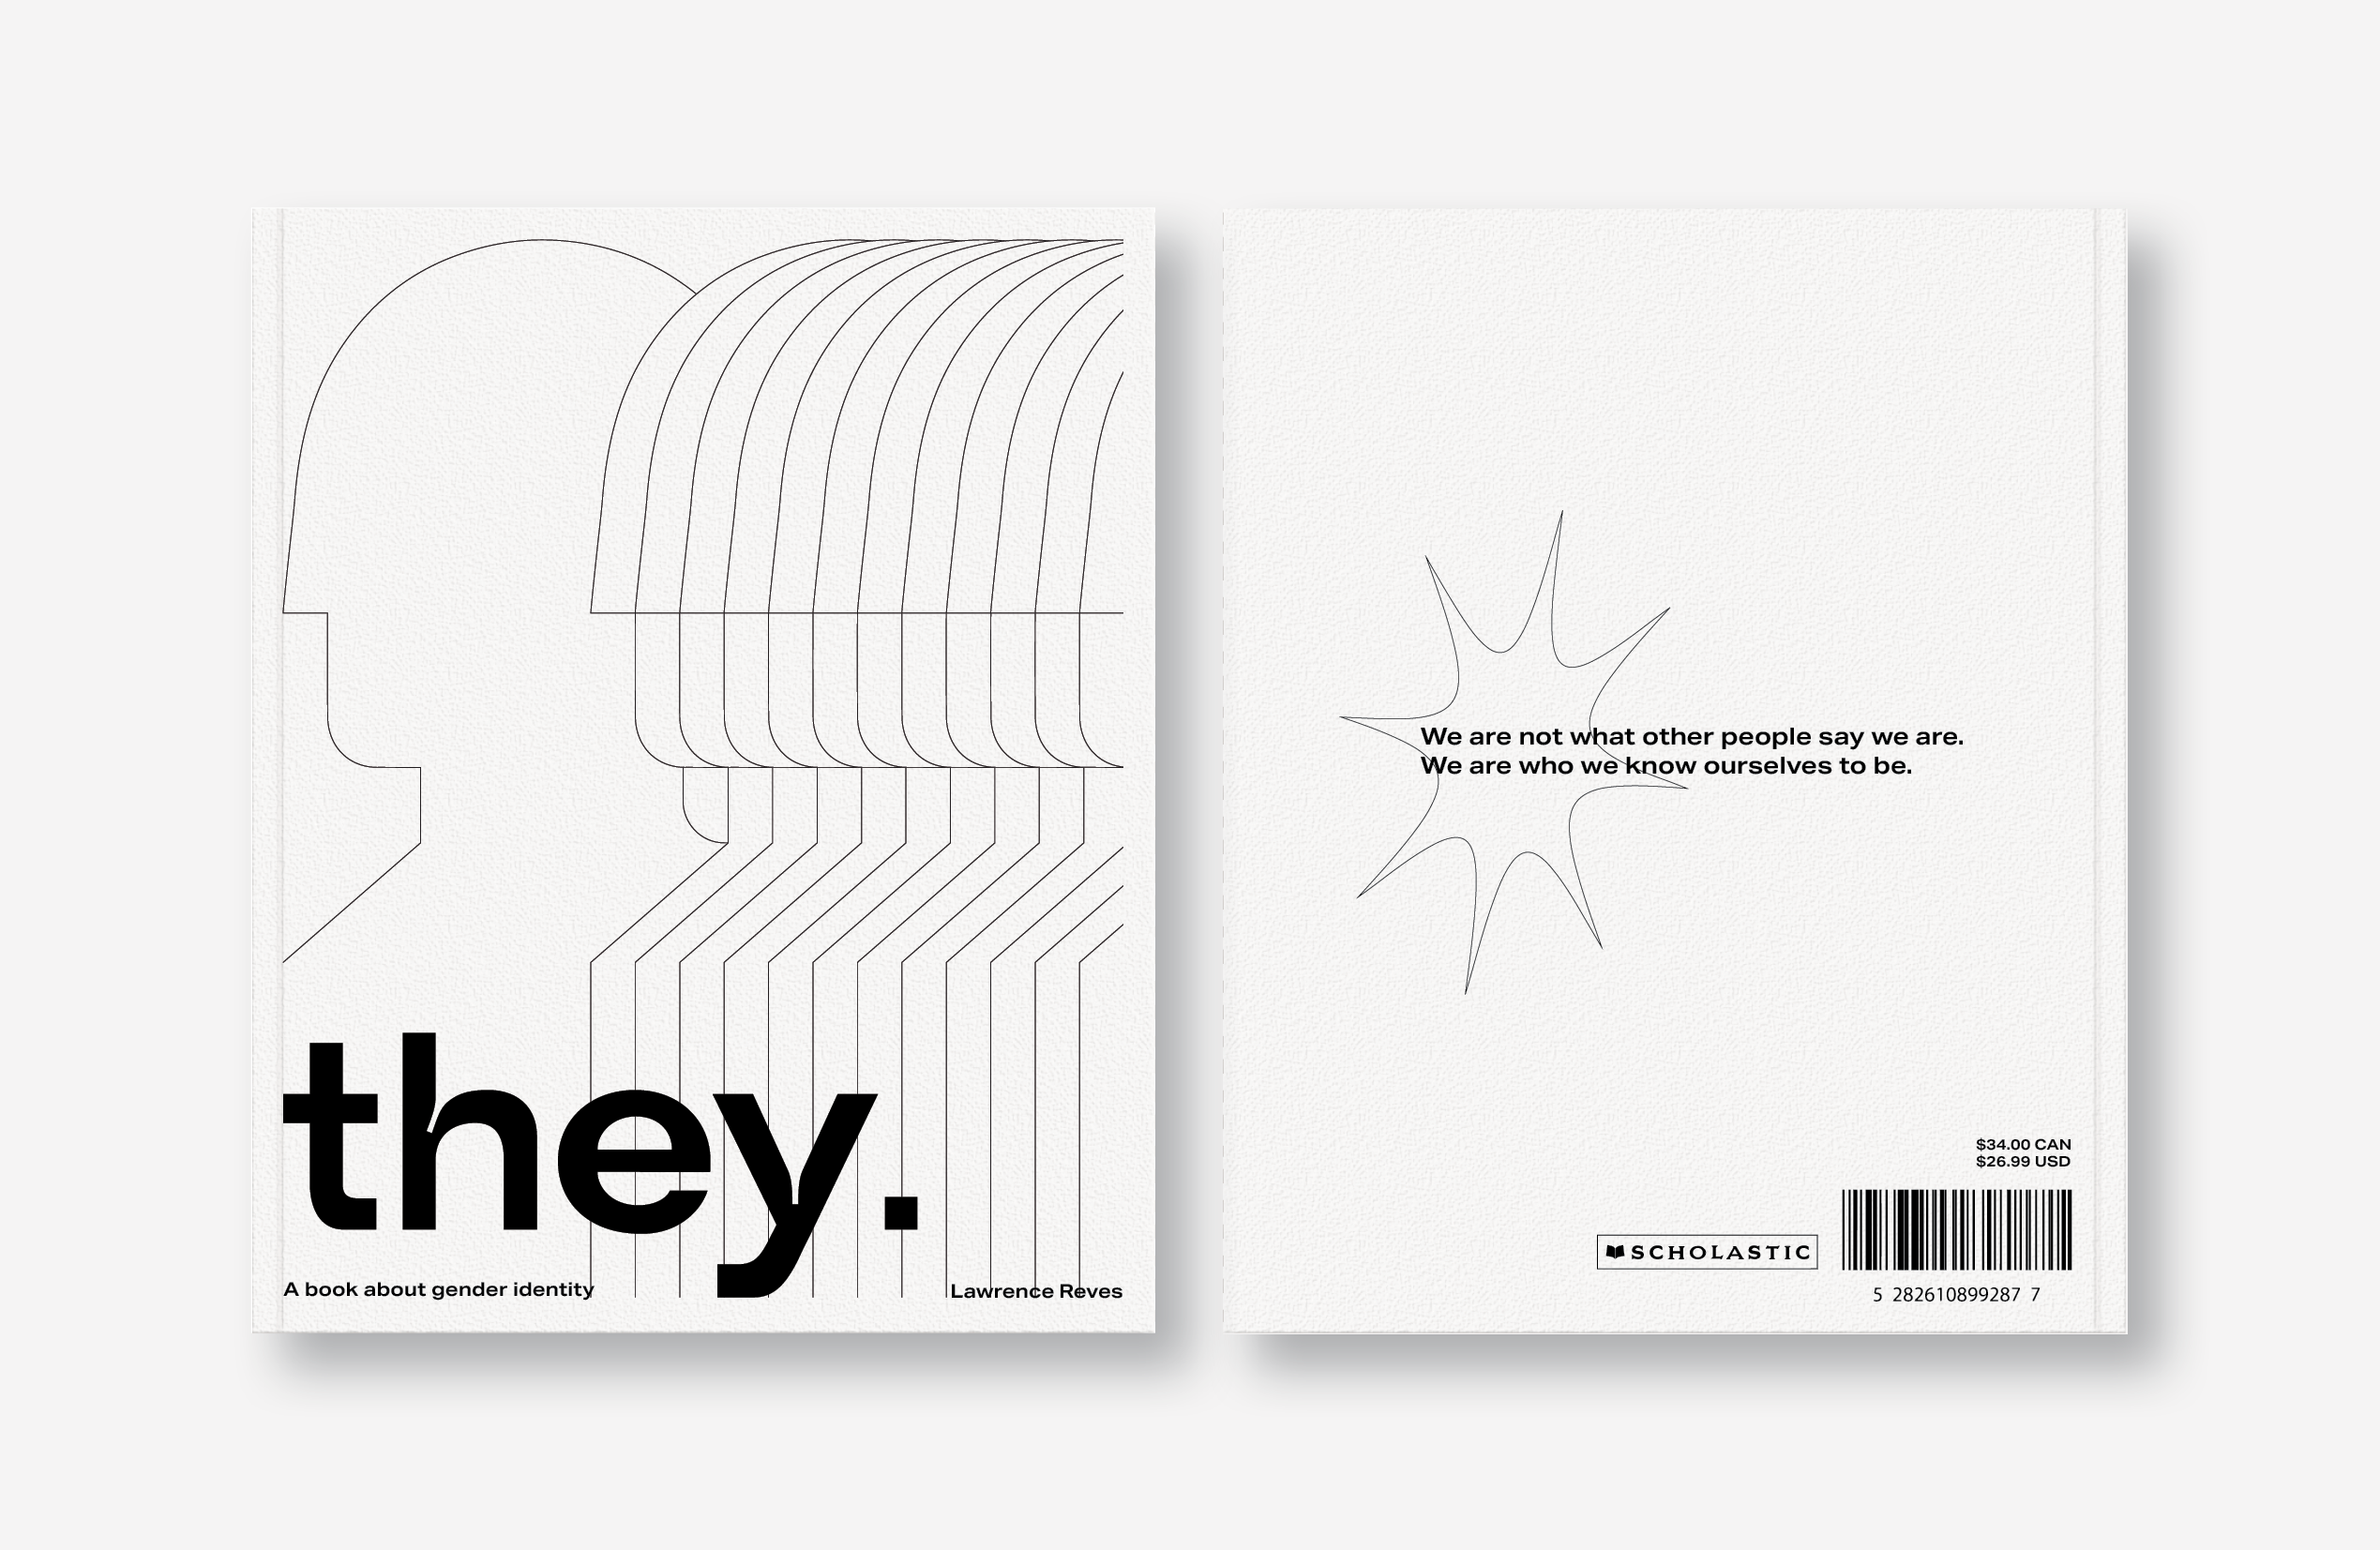 they.
A book about gender identity
Lawrence Reves
We are not what other people say we are.
We are who we know ourselves to be.
$34.00 CAN
$26.99 USD
SCHOLASTIC
5 282610899287 7